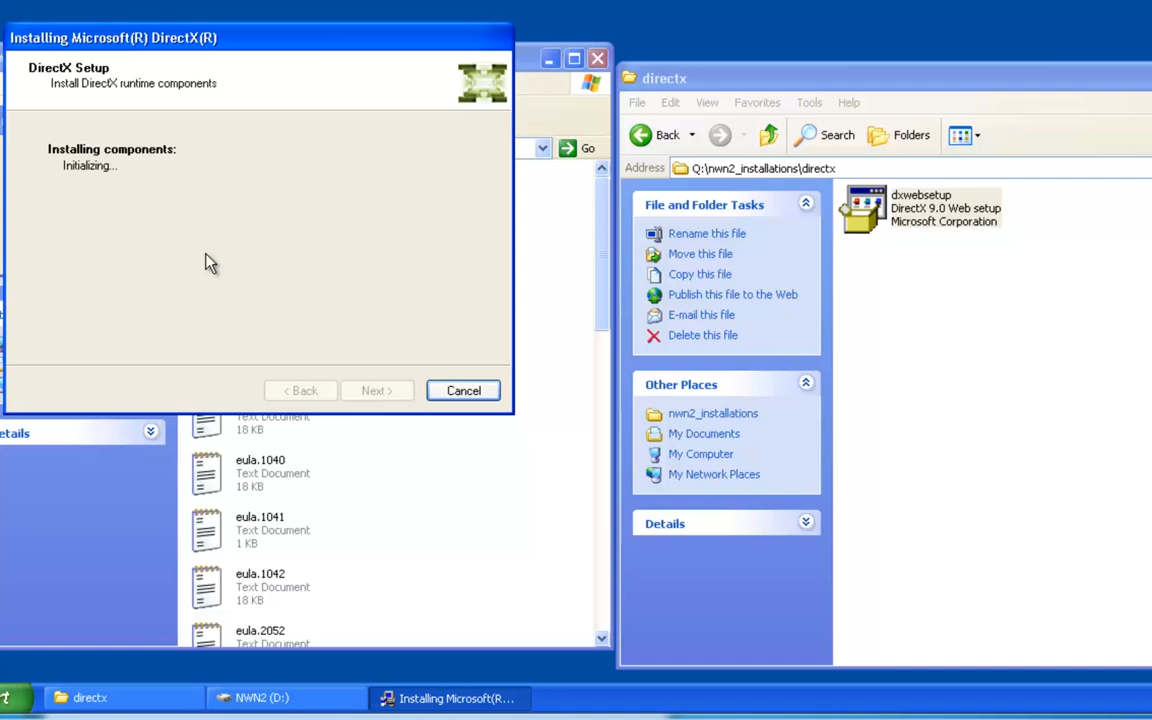 Installing Microsoft(R) DirectX(R)
DirectX Setup
Install DirectX runtime components
Installing components:
Initializing...
< Back
Next >
Cancel
Go
etails
Text Document
18 KB
eula.1040
Text Document
18 KB
eula.1041
Text Document
1 KB
eula.1042
Text Document
18 KB
eula.2052
Text Document
directx
File Edit View Favorites Tools Help
Back
Search
Folders
Address Q:\nwn2_installations\directx
File and Folder Tasks
Rename this file
Move this file
Copy this file
Publish this file to the Web
E-mail this file
Delete this file
Other Places
nwn2_installations
My Documents
My Computer
My Network Places
Details
dxwebsetup
DirectX 9.0 Web setup
Microsoft Corporation
rt
directx
NWN2 (D:)
Installing Microsoft(R...